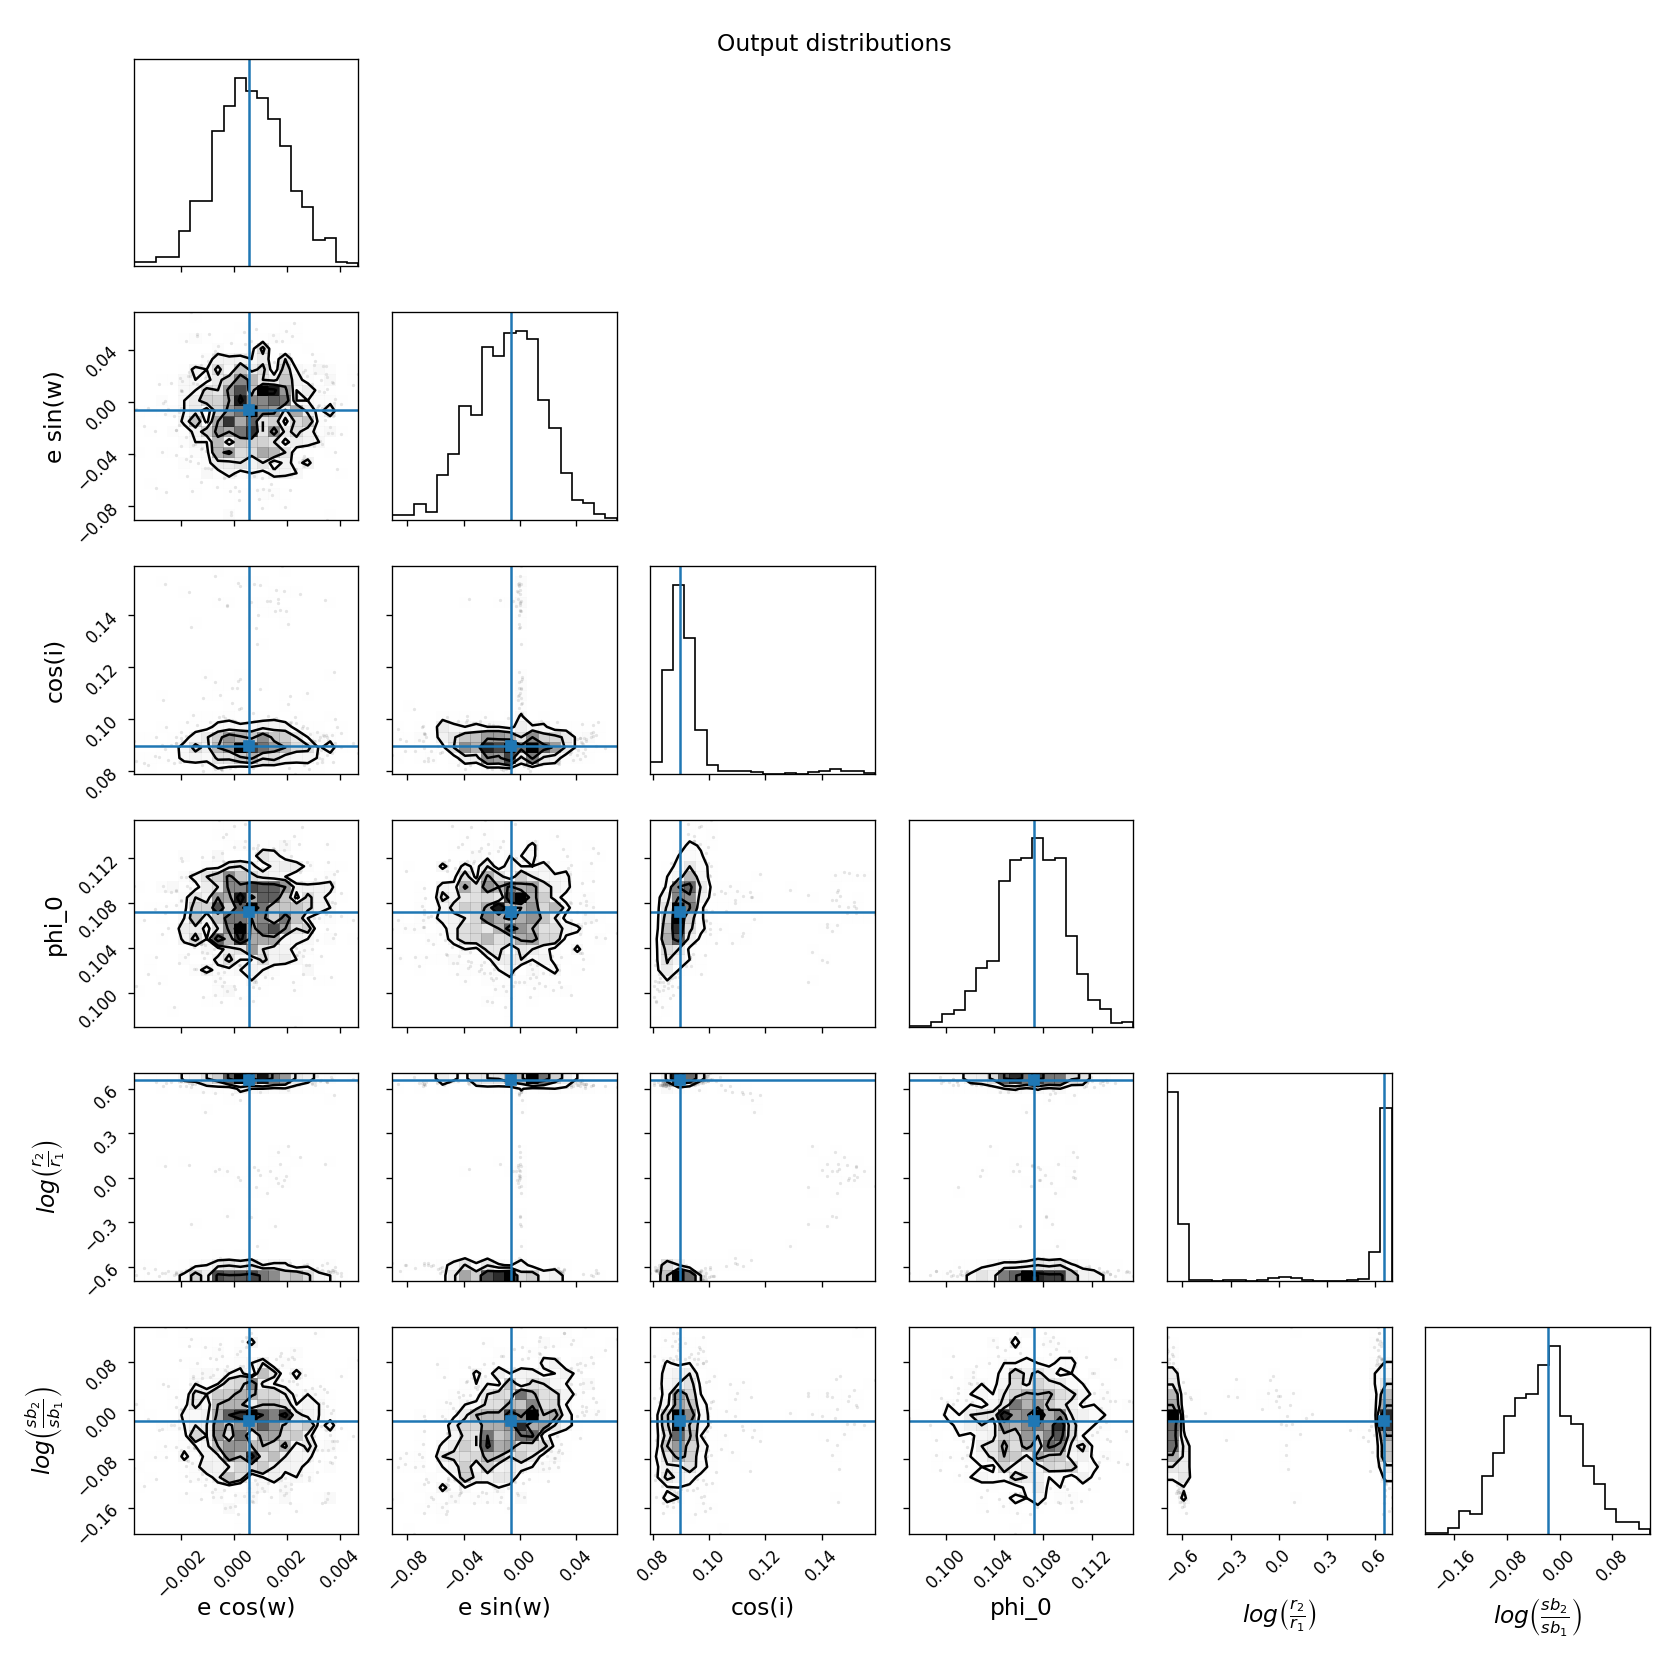 Output distributions
e sin(w)
0.04
0.00
−0.04
−0.08
cos(i)
0.14
0.12
0.10
0.08
phi_0
0.112
0.108
0.104
0.100
log(r₂/r₁)
0.6
0.3
0.0
−0.3
−0.6
log(sb₂/sb₁)
0.08
0.00
−0.08
−0.16
−0.002 0.000 0.002 0.004
−0.08 −0.04 0.00 0.04
0.08 0.10 0.12 0.14
0.100 0.104 0.108 0.112
−0.6 −0.3 0.0 0.3 0.6
−0.16 −0.08 0.00 0.08
e cos(w) e sin(w) cos(i) phi_0 log(r₂/r₁) log(sb₂/sb₁)